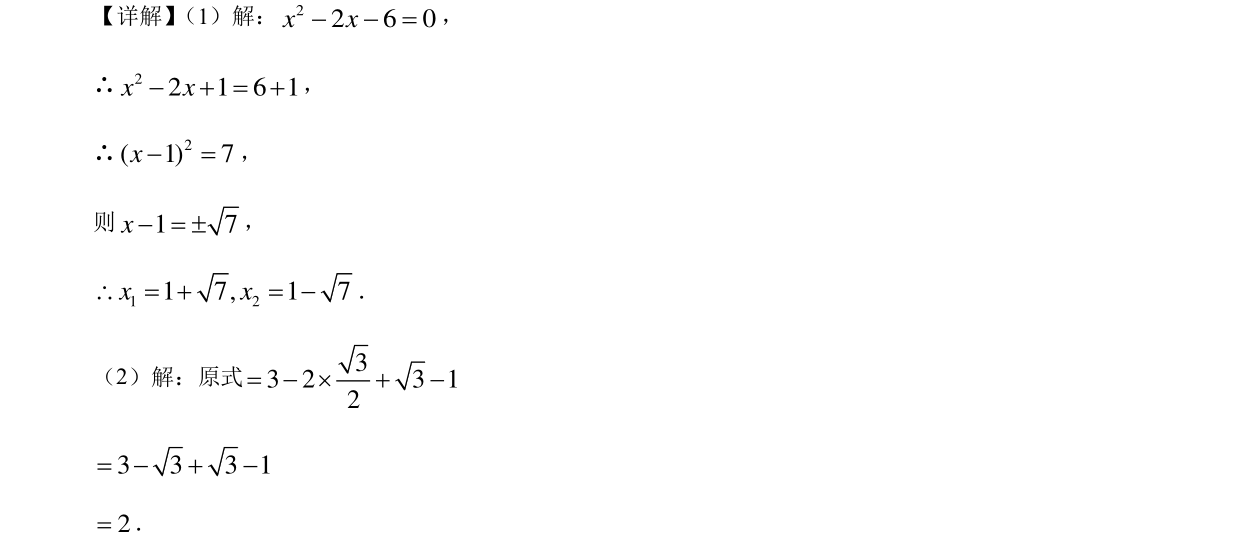 【详解】（1）解：x² − 2x − 6 = 0，
∴ x² − 2x + 1 = 6 + 1，
∴ (x − 1)² = 7，
则 x − 1 = ±√7，
∴ x₁ = 1 + √7, x₂ = 1 − √7．
（2）解：原式 = 3 − 2 × √3/2 + √3 − 1
= 3 − √3 + √3 − 1
= 2．